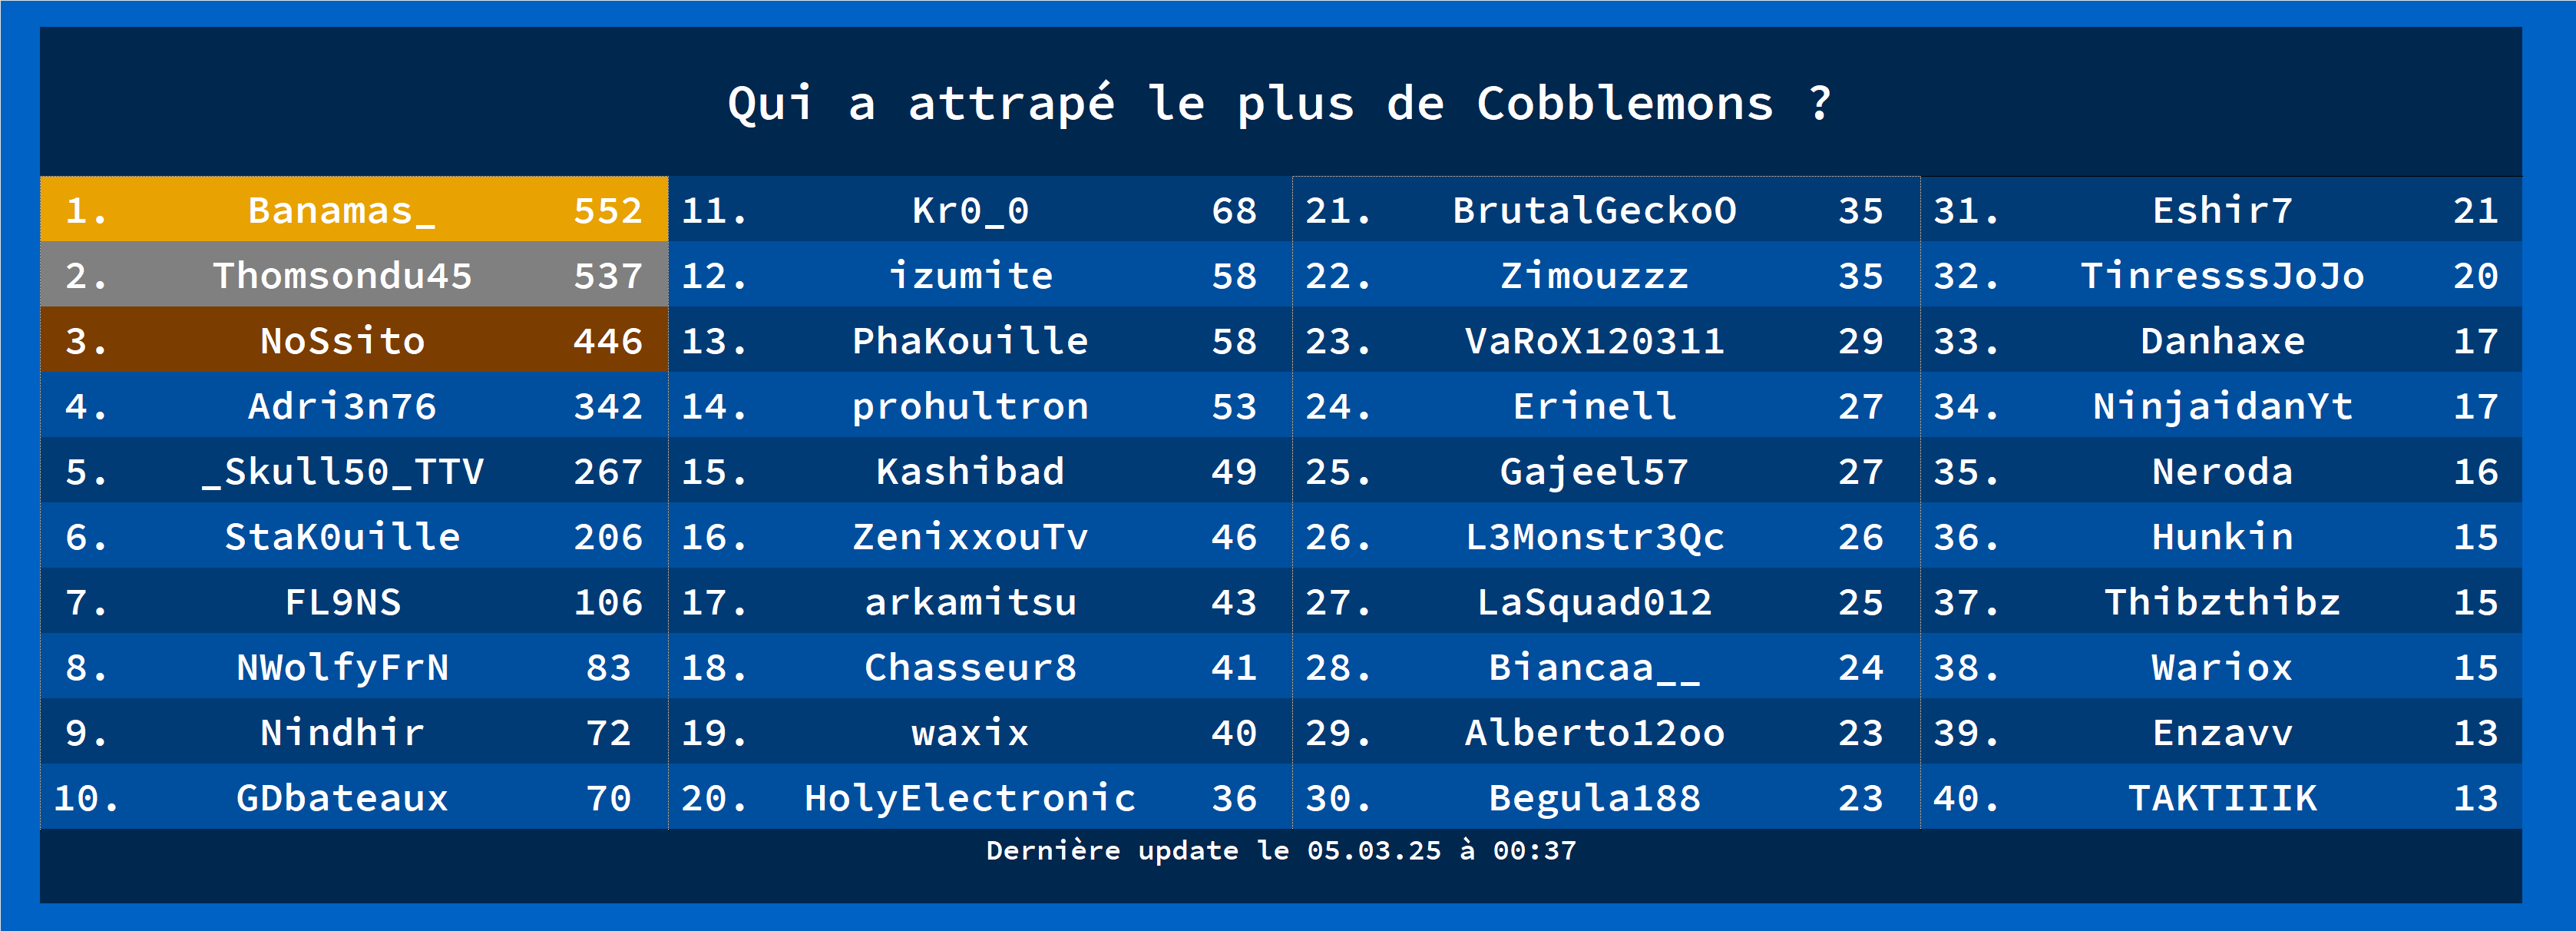 Qui a attrapé le plus de Cobblemons ?
1. Banamas_ 552 11. Kr0_0 68 21. BrutalGeckoO 35 31. Eshir7 21
2. Thomsondu45 537 12. izumite 58 22. Zimouzzz 35 32. TinresssJoJo 20
3. NoSsito 446 13. PhaKouille 58 23. VaRoX120311 29 33. Danhaxe 17
4. Adri3n76 342 14. prohultron 53 24. Erinell 27 34. NinjaidanYt 17
5. _Skull50_TTV 267 15. Kashibad 49 25. Gajeel57 27 35. Neroda 16
6. StaK0uille 206 16. ZenixxouTv 46 26. L3Monstr3Qc 26 36. Hunkin 15
7. FL9NS 106 17. arkamitsu 43 27. LaSquad012 25 37. Thibzthibz 15
8. NWolfyFrN 83 18. Chasseur8 41 28. Biancaa__ 24 38. Wariox 15
9. Nindhir 72 19. waxix 40 29. Alberto12oo 23 39. Enzavv 13
10. GDbateaux 70 20. HolyElectronic 36 30. Begula188 23 40. TAKTIIIK 13
Dernière update le 05.03.25 à 00:37